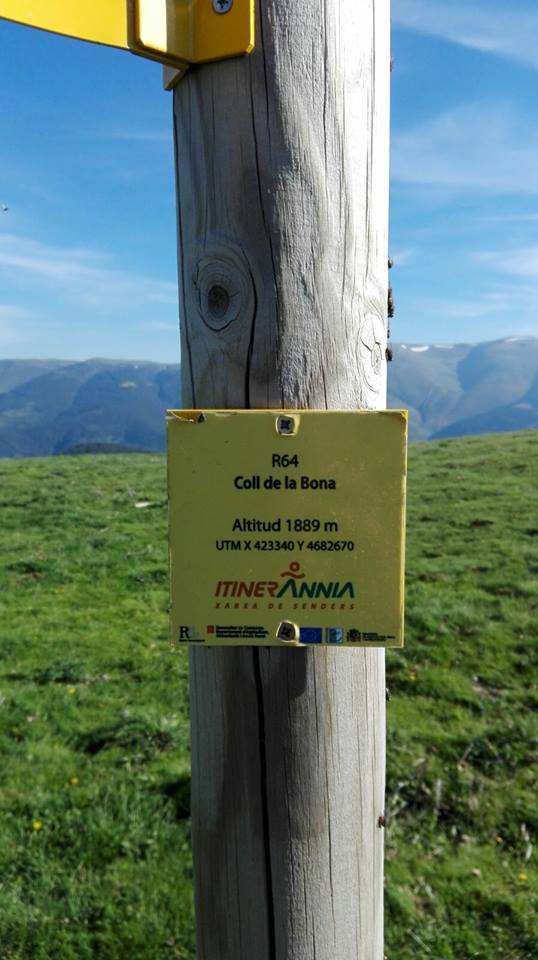 R64
Coll de la Bona
Altitud 1889 m
UTM X 423340 Y 4682670
ITINERANNIA
XARXA DE SENDERS